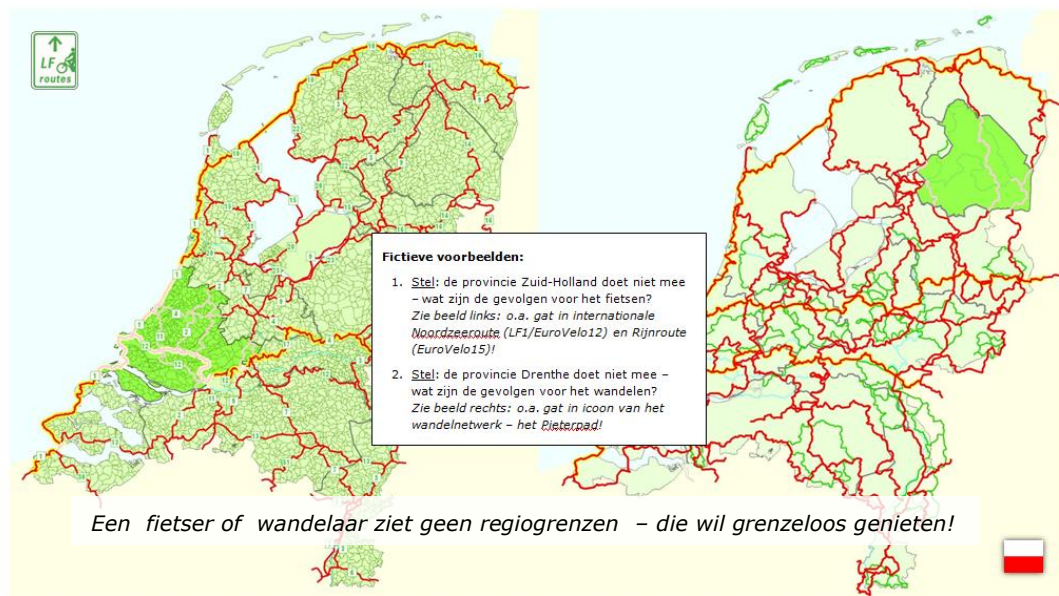 LF
routes
Fictieve voorbeelden:
1. Stel: de provincie Zuid-Holland doet niet mee
– wat zijn de gevolgen voor het fietsen?
Zie beeld links: o.a. gat in internationale
Noordzeeroute (LF1/EuroVelo12) en Rijnroute
(EuroVelo15)!
2. Stel: de provincie Drenthe doet niet mee –
wat zijn de gevolgen voor het wandelen?
Zie beeld rechts: o.a. gat in icoon van het
wandelnetwerk – het Pieterpad!
Een fietser of wandelaar ziet geen regiogrenzen – die wil grenzeloos genieten!